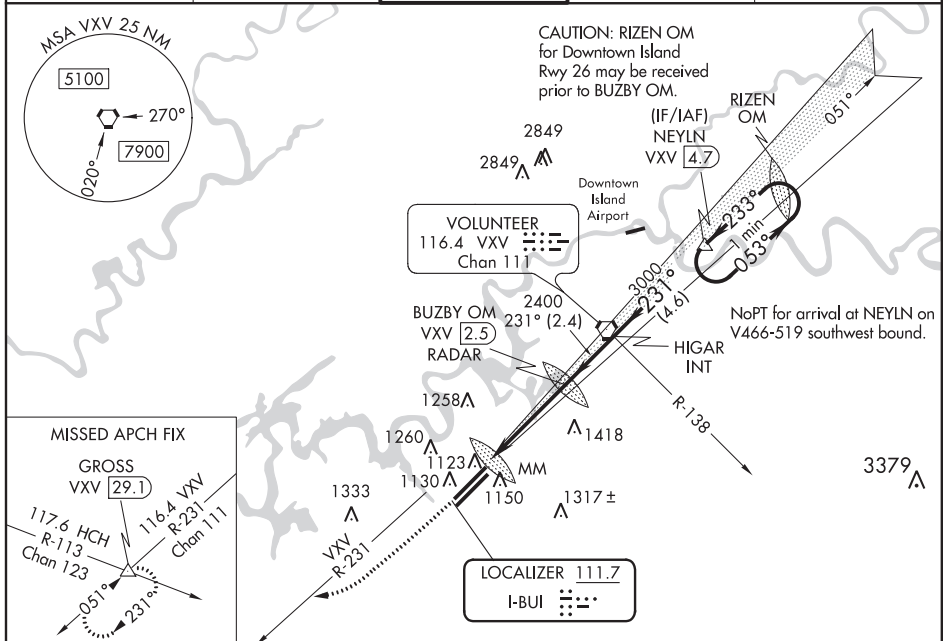 MSA VXV 25 NM
5100
270°
7900
020°
CAUTION: RIZEN OM
for Downtown Island
Rwy 26 may be received
prior to BUZBY OM.
RIZEN
OM
051°
(IF/IAF)
NEYLN
VXV 4.7
2849
2849
Downtown
Island
Airport
233°
1 min
053°
VOLUNTEER
116.4 VXV
Chan 111
3000
231°
(4.6)
BUZBY OM
VXV 2.5
RADAR
2400
231° (2.4)
NoPT for arrival at NEYLN on
V466-519 southwest bound.
HIGAR
INT
R-138
1258
1418
1260
1123
MM
1130
1150
1333
1317 ±
3379
VXV
R-231
MISSED APCH FIX
GROSS
VXV 29.1
117.6 HCH
R-113
Chan 123
116.4 VXV
R-231
Chan 111
051°
231°
LOCALIZER 111.7
I-BUI